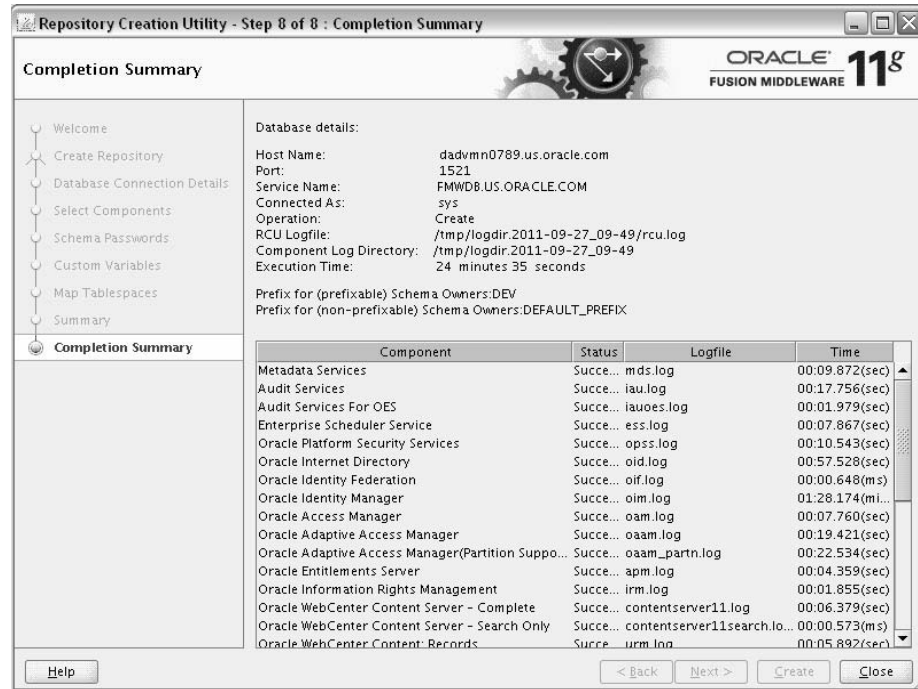 Repository Creation Utility - Step 8 of 8 : Completion Summary
Completion Summary
ORACLE
FUSION MIDDLEWARE
11g
Welcome
Create Repository
Database Connection Details
Select Components
Schema Passwords
Custom Variables
Map Tablespaces
Summary
Completion Summary
Database details:
Host Name: dadvmn0789.us.oracle.com
Port: 1521
Service Name: FMWDB.US.ORACLE.COM
Connected As: sys
Operation: Create
RCU Logfile: /tmp/logdir.2011-09-27_09-49/rcu.log
Component Log Directory: /tmp/logdir.2011-09-27_09-49
Execution Time: 24 minutes 35 seconds
Prefix for (prefixable) Schema Owners:DEV
Prefix for (non-prefixable) Schema Owners:DEFAULT_PREFIX
Component Status Logfile Time
Metadata Services Succe... mds.log 00:09.872(sec)
Audit Services Succe... iau.log 00:17.756(sec)
Audit Services For OES Succe... iauoes.log 00:01.979(sec)
Enterprise Scheduler Service Succe... ess.log 00:07.867(sec)
Oracle Platform Security Services Succe... opss.log 00:10.543(sec)
Oracle Internet Directory Succe... oid.log 00:57.528(sec)
Oracle Identity Federation Succe... oif.log 00:00.648(ms)
Oracle Identity Manager Succe... oim.log 01:28.174(mi...
Oracle Access Manager Succe... oam.log 00:07.760(sec)
Oracle Adaptive Access Manager Succe... oaam.log 00:19.421(sec)
Oracle Adaptive Access Manager(Partition Suppo... Succe... oaam_partn.log 00:22.534(sec)
Oracle Entitlements Server Succe... apm.log 00:04.359(sec)
Oracle Information Rights Management Succe... irm.log 00:01.855(sec)
Oracle WebCenter Content Server - Complete Succe... contentserver11.log 00:06.379(sec)
Oracle WebCenter Content Server - Search Only Succe... contentserver11search.lo... 00:00.573(ms)
Oracle WebCenter Content: Records Succe... urm.log 00:05.892(sec)
Help < Back Next > Create Close